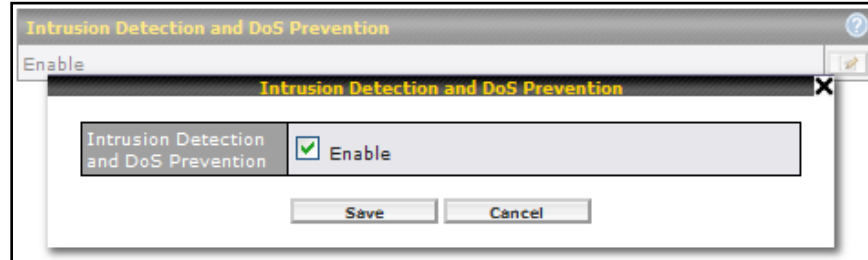 Intrusion Detection and DoS Prevention
?
Enable
Intrusion Detection and DoS Prevention
X
Intrusion Detection
and DoS Prevention
Enable
Save
Cancel